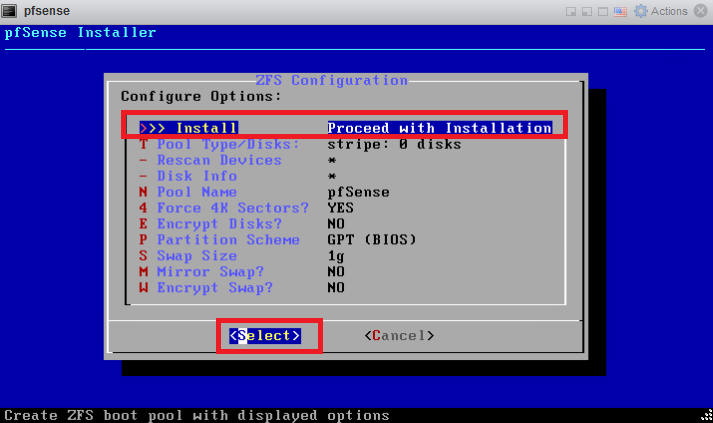 pfsense
Actions
pfSense Installer
ZFS Configuration
Configure Options:
>>> Install Proceed with Installation
T Pool Type/Disks: stripe: 0 disks
- Rescan Devices *
- Disk Info *
N Pool Name pfSense
4 Force 4K Sectors? YES
E Encrypt Disks? NO
P Partition Scheme GPT (BIOS)
S Swap Size 1g
M Mirror Swap? NO
W Encrypt Swap? NO
<Select> <Cancel>
Create ZFS boot pool with displayed options